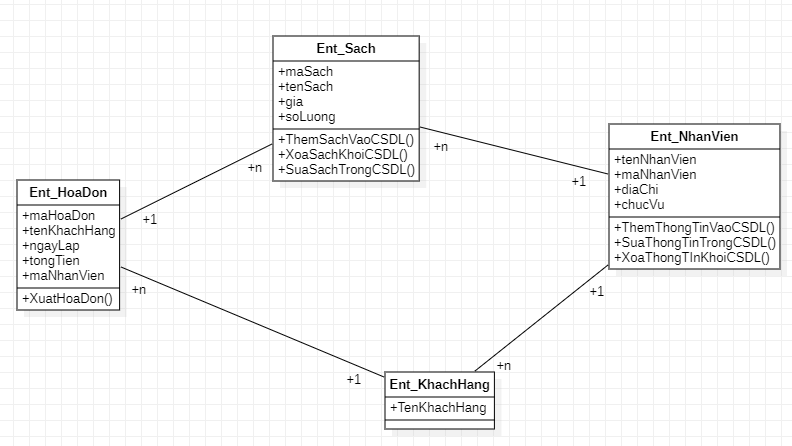 Ent_Sach
+maSach
+tenSach
+gia
+soLuong
+ThemSachVaoCSDL()
+XoaSachKhoiCSDL()
+SuaSachTrongCSDL()
+n
+n
+1
Ent_NhanVien
+tenNhanVien
+maNhanVien
+diaChi
+chucVu
+ThemThongTinVaoCSDL()
+SuaThongTinTrongCSDL()
+XoaThongTInKhoiCSDL()
Ent_HoaDon
+maHoaDon
+tenKhachHang
+ngayLap
+tongTien
+maNhanVien
+XuatHoaDon()
+1
+n
+1
+1
+n
Ent_KhachHang
+TenKhachHang